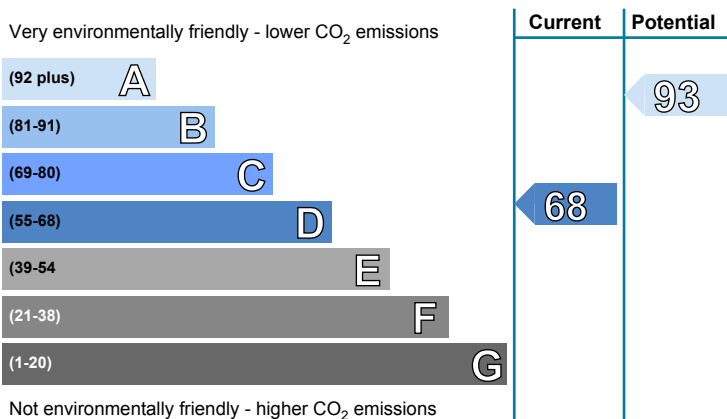 Current Potential
Very environmentally friendly - lower CO2 emissions
(92 plus) A
93
(81-91) B
(69-80) C
68
(55-68) D
(39-54 E
(21-38) F
(1-20) G
Not environmentally friendly - higher CO2 emissions